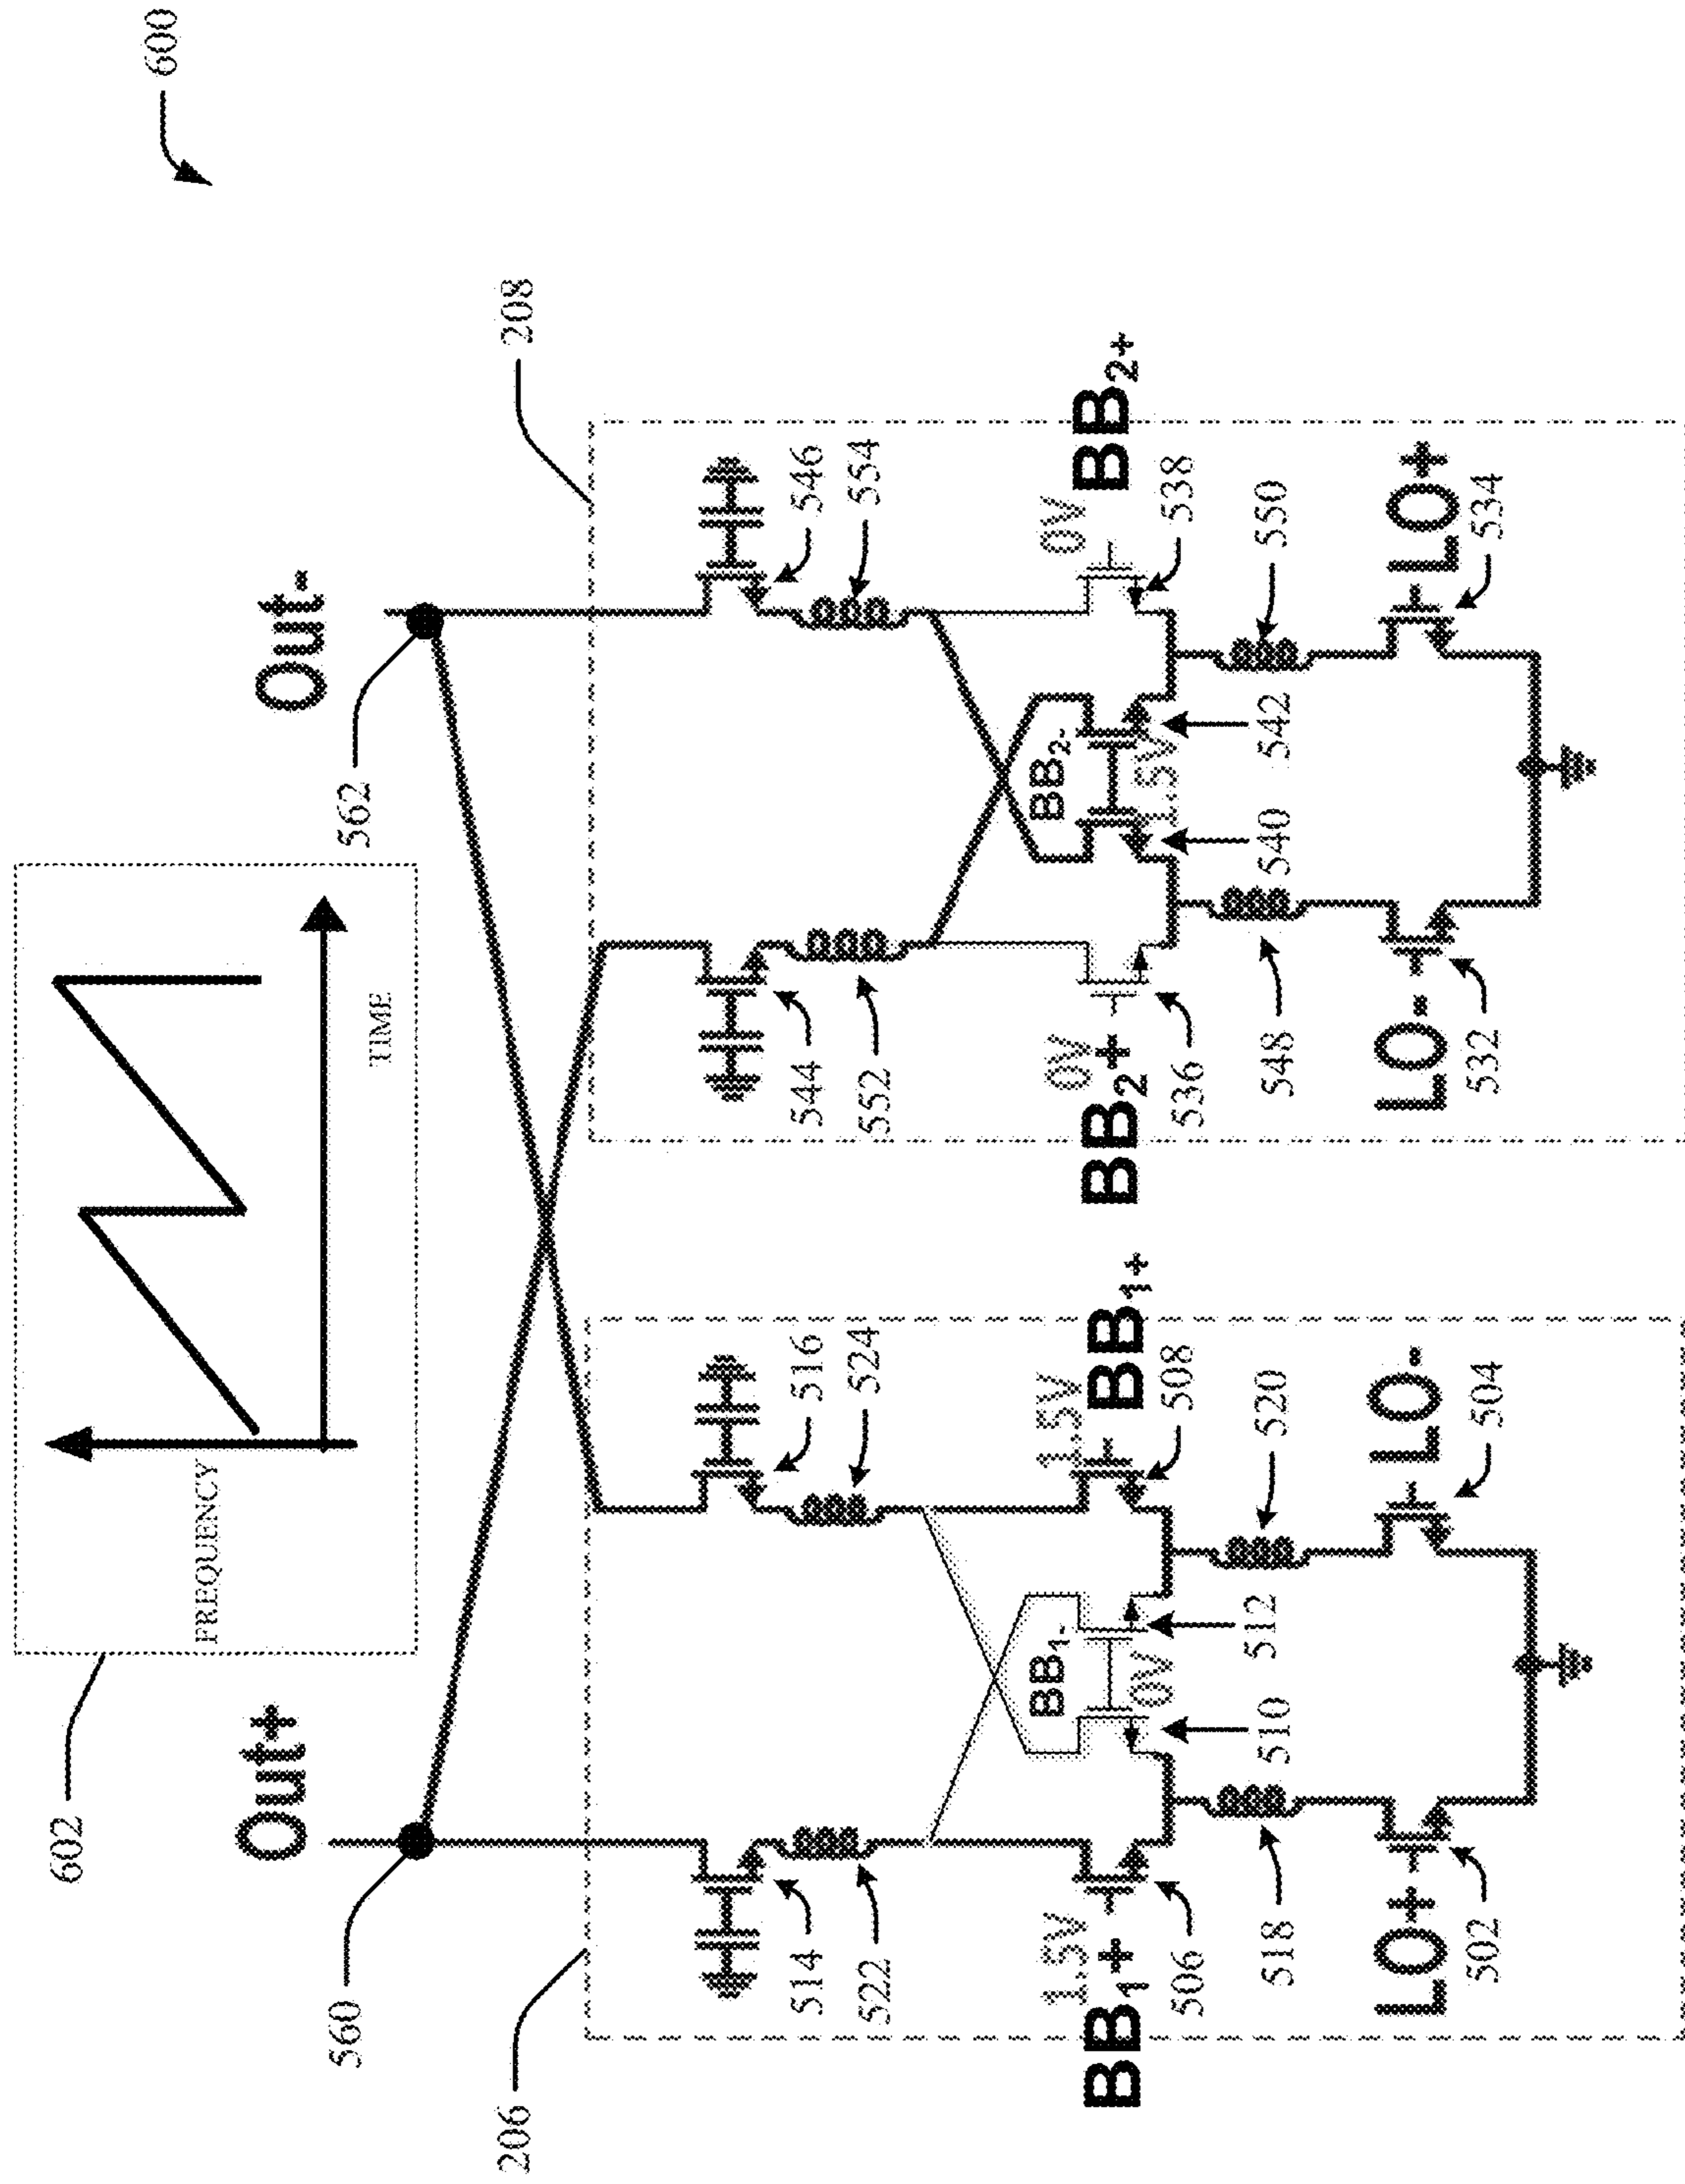 600
602
FREQUENCY
TIME
Out+
Out-
560
562
206
208
514
516
544
546
522
524
552
554
1.5V
1.5V
0V
0V
BB1+
BB1-
BB1+
BB2+
BB2-
BB2+
0V
1.5V
506
508
536
538
510
512
540
542
518
520
548
550
LO+
LO-
LO-
LO+
502
504
532
534